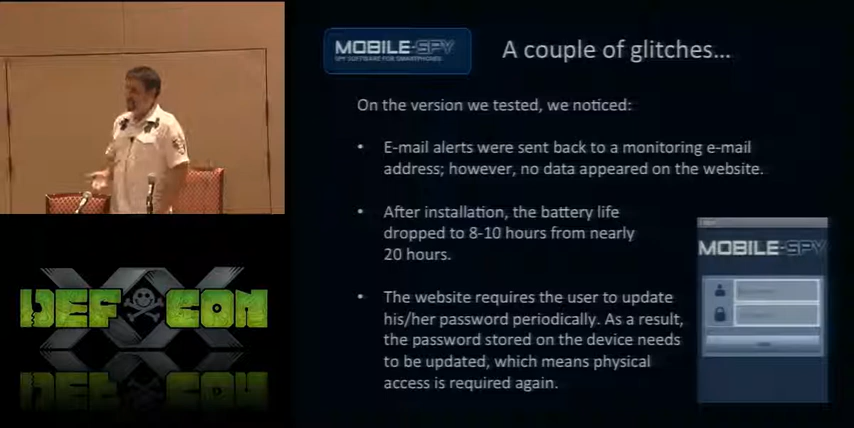 MOBILE-SPY
SPY SOFTWARE FOR SMARTPHONES
A couple of glitches...
On the version we tested, we noticed:
• E-mail alerts were sent back to a monitoring e-mail
address; however, no data appeared on the website.
• After installation, the battery life
dropped to 8-10 hours from nearly
20 hours.
• The website requires the user to update
his/her password periodically. As a result,
the password stored on the device needs
to be updated, which means physical
access is required again.
MOBILE-SPY
DEF CON
XX